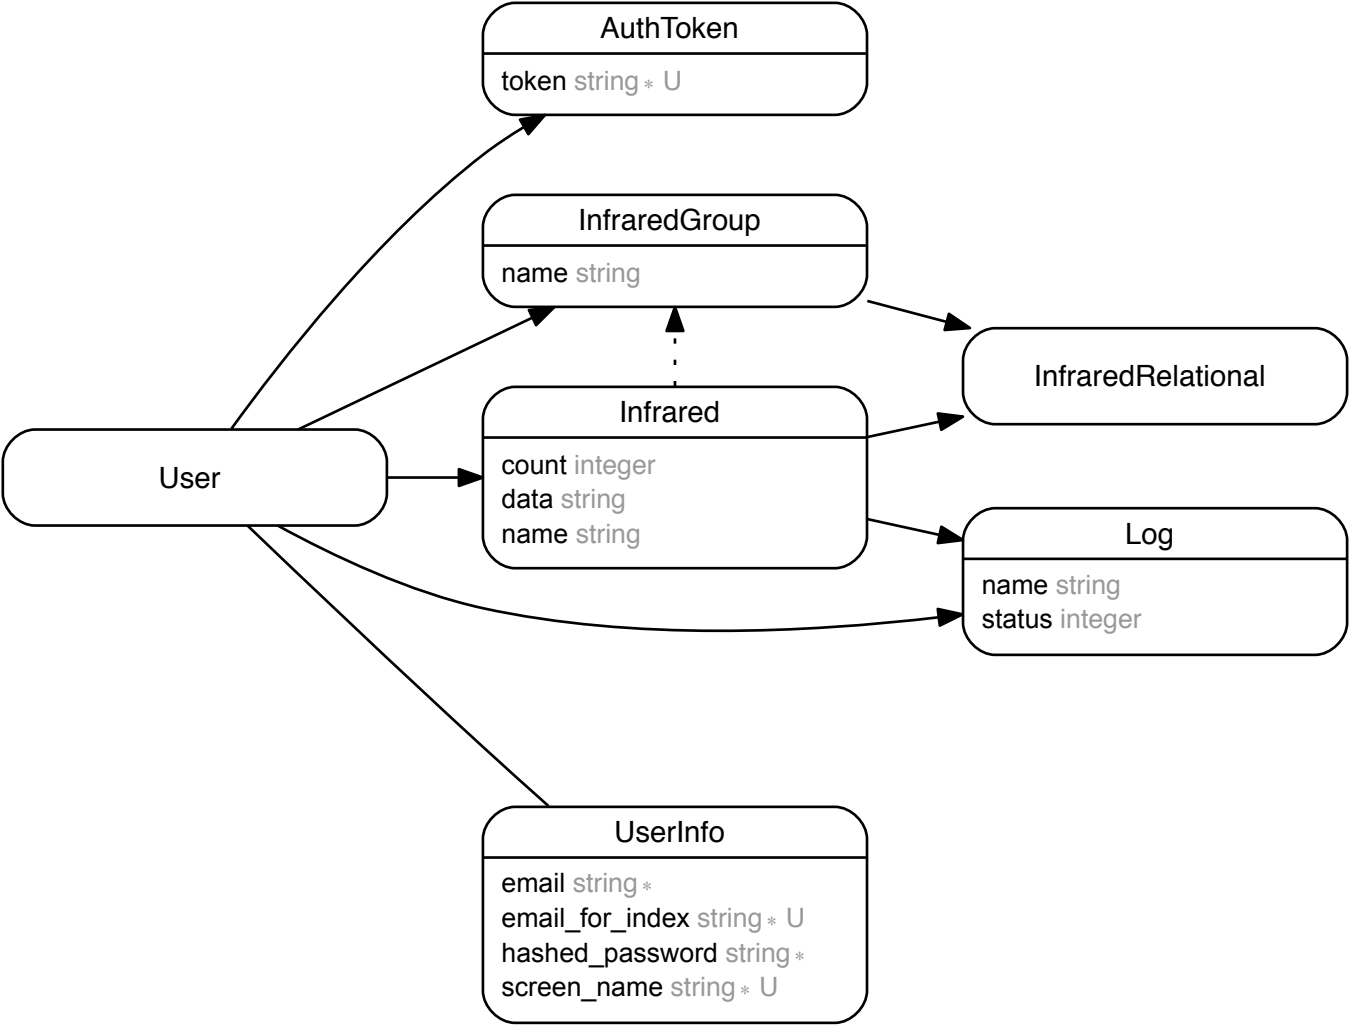 AuthToken
token string* U
InfraredGroup
name string
InfraredRelational
Infrared
count integer
data string
name string
User
Log
name string
status integer
UserInfo
email string*
email_for_index string* U
hashed_password string*
screen_name string* U